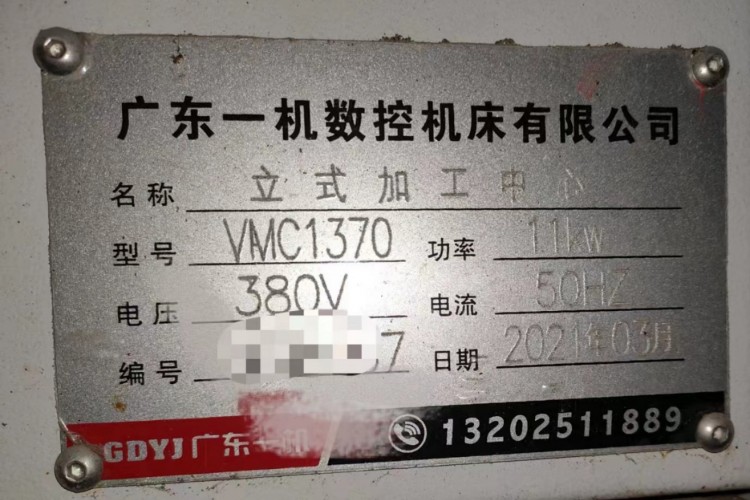 广东一机数控机床有限公司
名称 立式加工中心
型号 VMC1370 功率 11kw
电压 380V 电流 50HZ
编号 37 日期 2021年03月
GDYJ 广东一机 13202511889